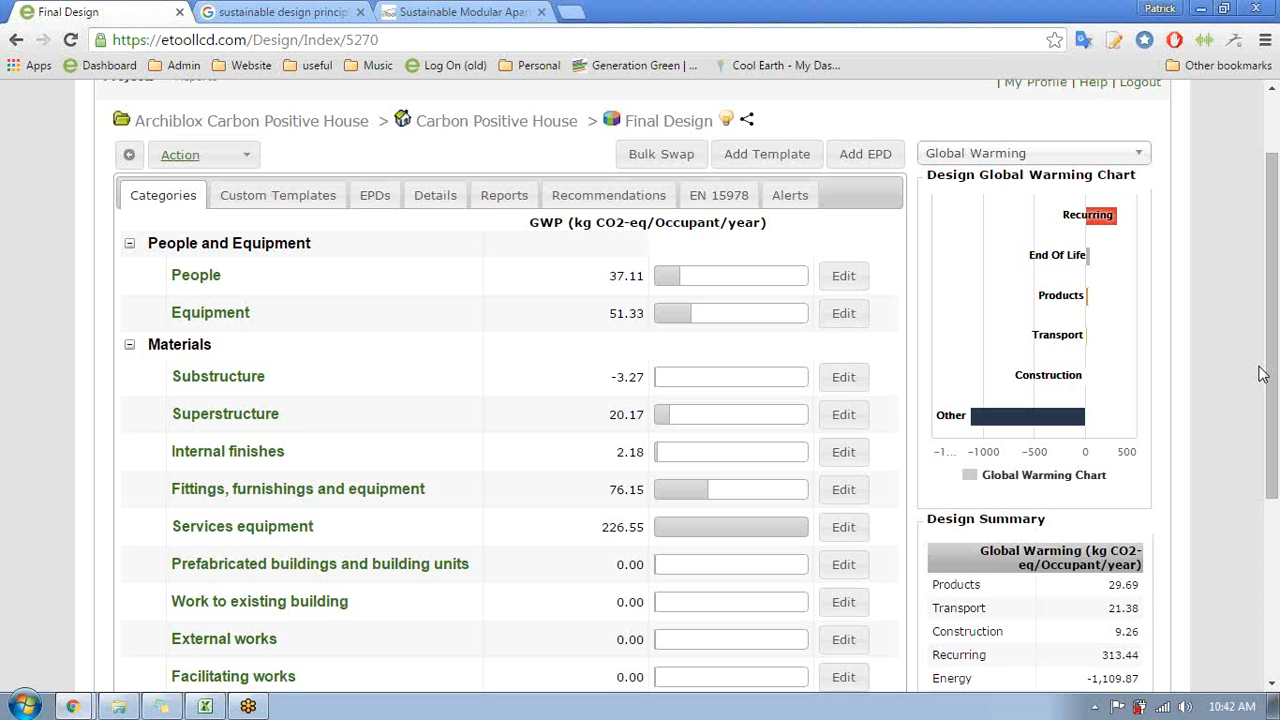 Final Design
sustainable design princip
Sustainable Modular Apar
Patrick
https://etoollcd.com/Design/Index/5270
Apps Dashboard Admin Website useful Music Log On (old) Personal Generation Green |... Cool Earth - My Das... Other bookmarks
| My Profile | Help | Logout
Archiblox Carbon Positive House > Carbon Positive House > Final Design
Action Bulk Swap Add Template Add EPD
Categories Custom Templates EPDs Details Reports Recommendations EN 15978 Alerts
GWP (kg CO2-eq/Occupant/year)
People and Equipment
People 37.11 Edit
Equipment 51.33 Edit
Materials
Substructure -3.27 Edit
Superstructure 20.17 Edit
Internal finishes 2.18 Edit
Fittings, furnishings and equipment 76.15 Edit
Services equipment 226.55 Edit
Prefabricated buildings and building units 0.00 Edit
Work to existing building 0.00 Edit
External works 0.00 Edit
Facilitating works 0.00 Edit
Global Warming
Design Global Warming Chart
Recurring
End Of Life
Products
Transport
Construction
Other
-1... -1000 -500 0 500
Global Warming Chart
Design Summary
Global Warming (kg CO2-
eq/Occupant/year)
Products 29.69
Transport 21.38
Construction 9.26
Recurring 313.44
Energy -1,109.87
10:42 AM